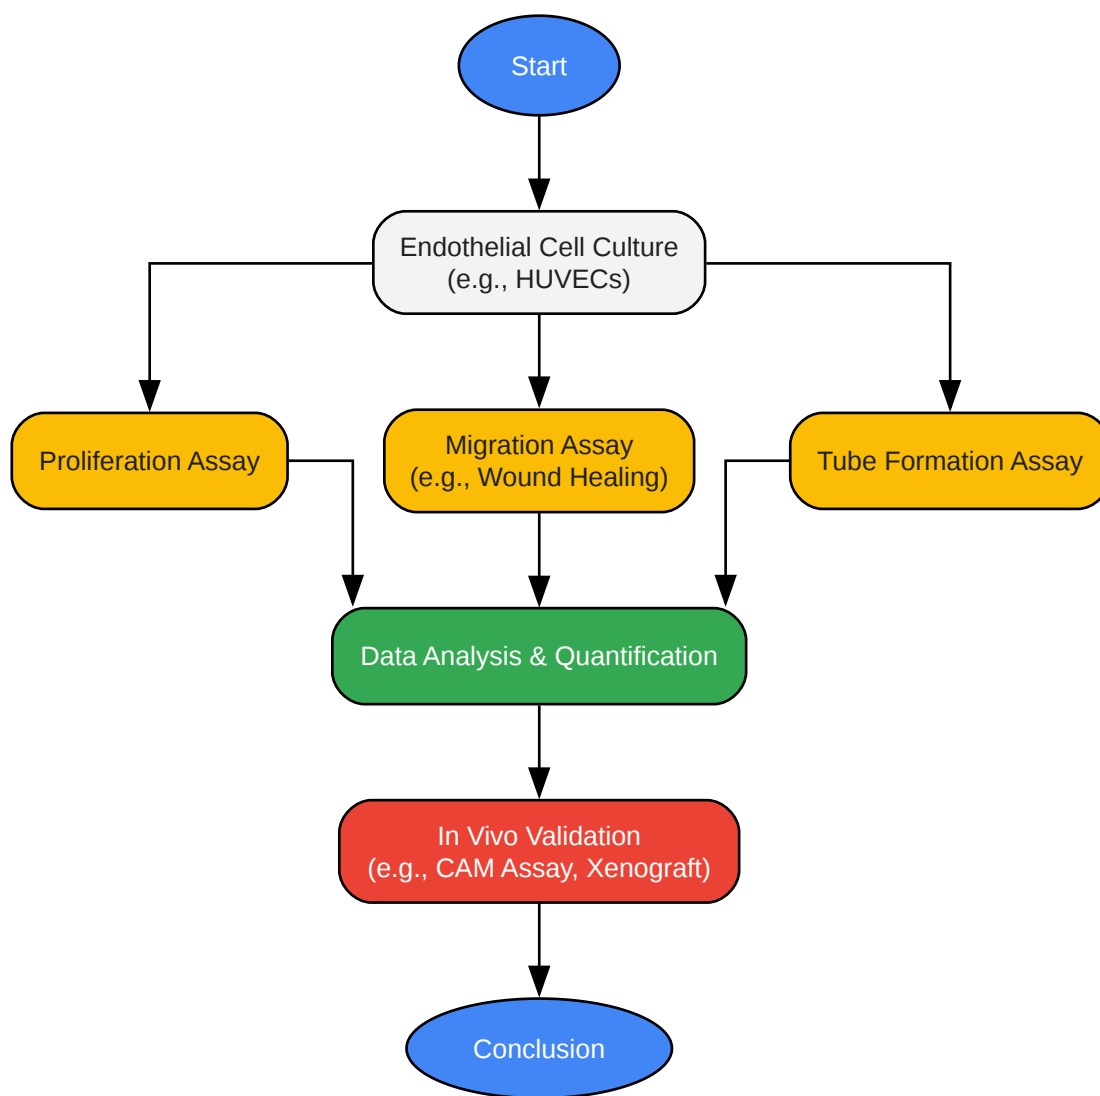 Start
Endothelial Cell Culture
(e.g., HUVECs)
Proliferation Assay
Migration Assay
(e.g., Wound Healing)
Tube Formation Assay
Data Analysis & Quantification
In Vivo Validation
(e.g., CAM Assay, Xenograft)
Conclusion